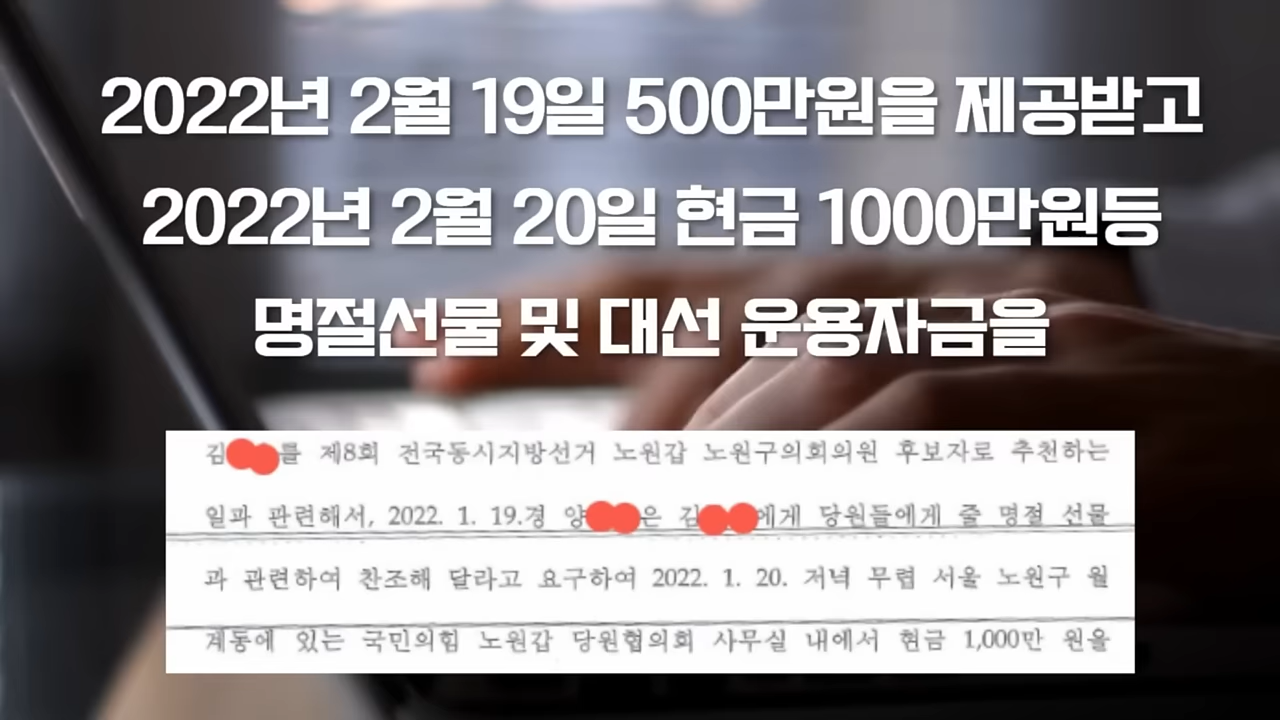 2022년 2월 19일 500만원을 제공받고
2022년 2월 20일 현금 1000만원등
명절선물 및 대선 운용자금을
김 를 제8회 전국동시지방선거 노원갑 노원구의회의원 후보자로 추천하는
일과 관련해서, 2022. 1. 19.경 양 은 김 에게 당원들에게 줄 명절 선물
과 관련하여 찬조해 달라고 요구하여 2022. 1. 20. 저녁 무렵 서울 노원구 월
계동에 있는 국민의힘 노원갑 당원협의회 사무실 내에서 현금 1,000만 원을